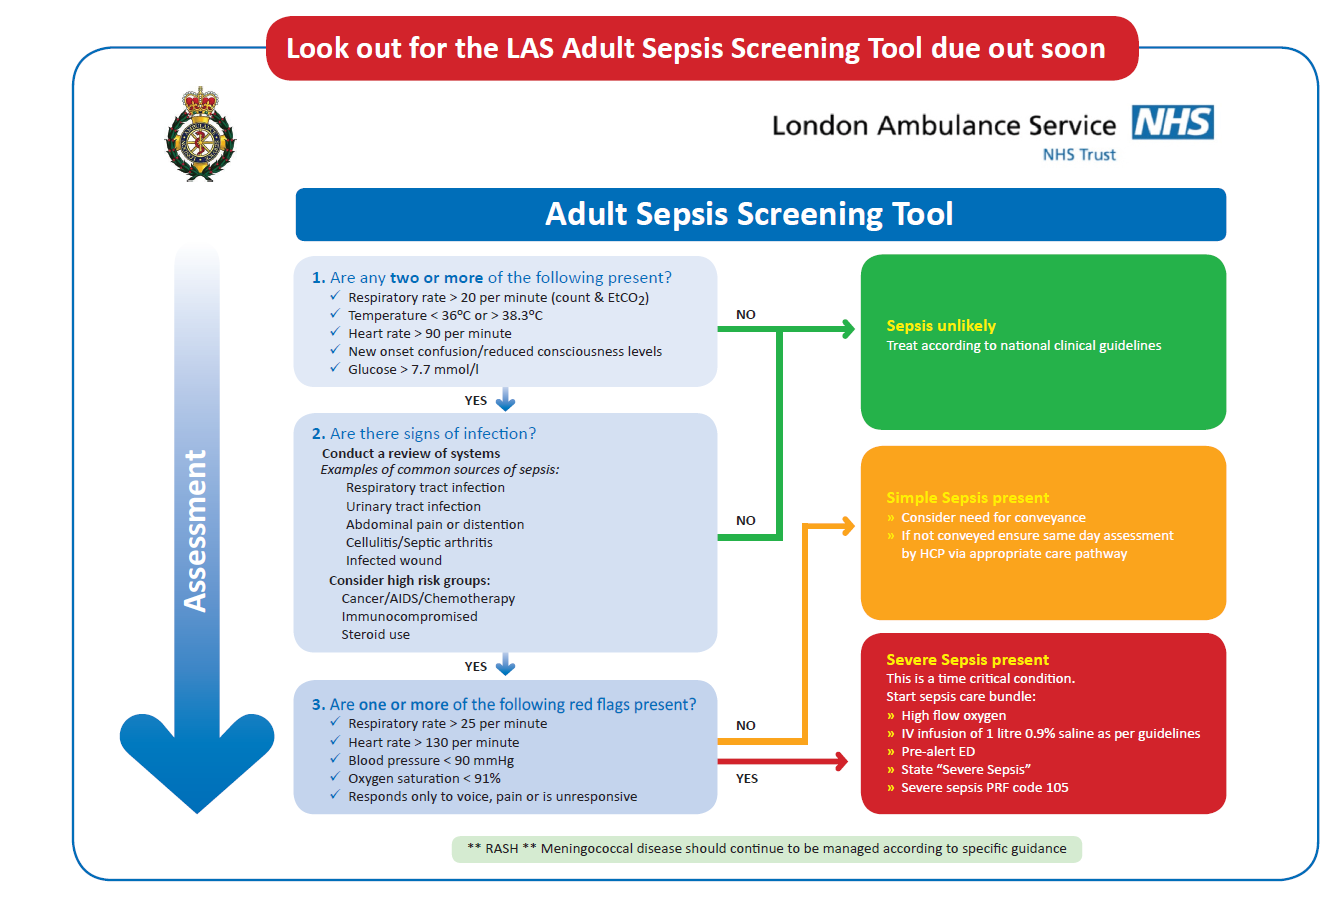 Look out for the LAS Adult Sepsis Screening Tool due out soon
London Ambulance Service NHS
NHS Trust
Adult Sepsis Screening Tool
Assessment
1. Are any two or more of the following present?
✓ Respiratory rate > 20 per minute (count & EtCO2)
✓ Temperature < 36°C or > 38.3°C
✓ Heart rate > 90 per minute
✓ New onset confusion/reduced consciousness levels
✓ Glucose > 7.7 mmol/l
NO
YES
Sepsis unlikely
Treat according to national clinical guidelines
2. Are there signs of infection?
Conduct a review of systems
Examples of common sources of sepsis:
Respiratory tract infection
Urinary tract infection
Abdominal pain or distention
Cellulitis/Septic arthritis
Infected wound
Consider high risk groups:
Cancer/AIDS/Chemotherapy
Immunocompromised
Steroid use
NO
YES
Simple Sepsis present
» Consider need for conveyance
» If not conveyed ensure same day assessment
by HCP via appropriate care pathway
3. Are one or more of the following red flags present?
✓ Respiratory rate > 25 per minute
✓ Heart rate > 130 per minute
✓ Blood pressure < 90 mmHg
✓ Oxygen saturation < 91%
✓ Responds only to voice, pain or is unresponsive
NO
YES
Severe Sepsis present
This is a time critical condition.
Start sepsis care bundle:
» High flow oxygen
» IV infusion of 1 litre 0.9% saline as per guidelines
» Pre-alert ED
» State “Severe Sepsis”
» Severe sepsis PRF code 105
** RASH ** Meningococcal disease should continue to be managed according to specific guidance